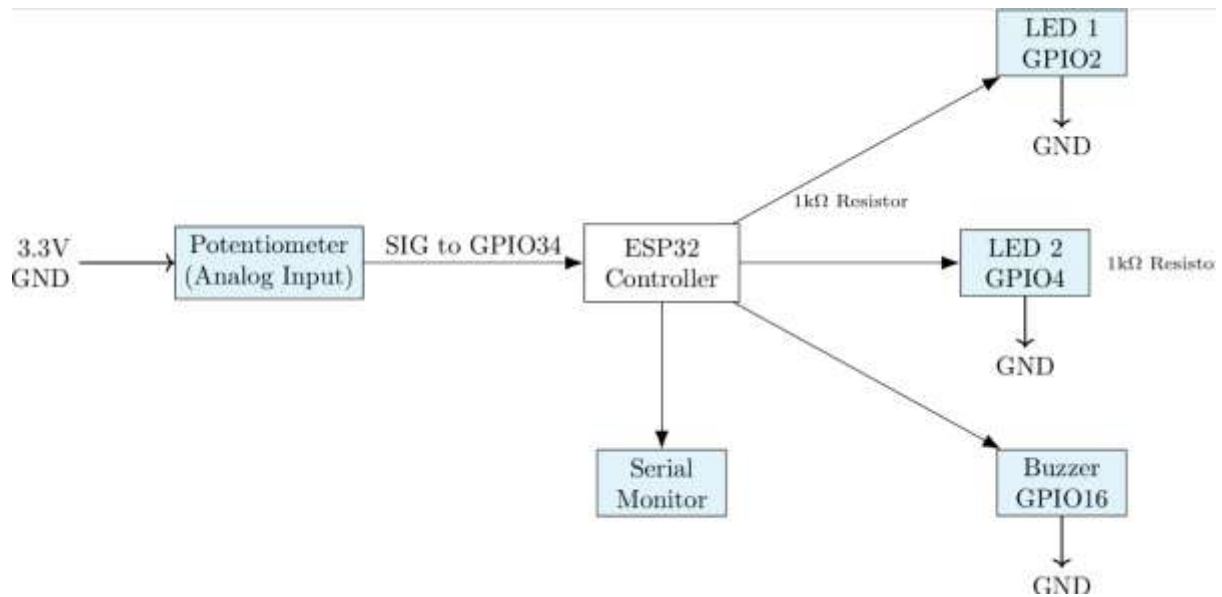 LED 1
GPIO2
GND
1kΩ Resistor
3.3V
GND
Potentiometer
(Analog Input)
SIG to GPIO34
ESP32
Controller
LED 2
GPIO4
1kΩ Resisto
GND
Serial
Monitor
Buzzer
GPIO16
GND